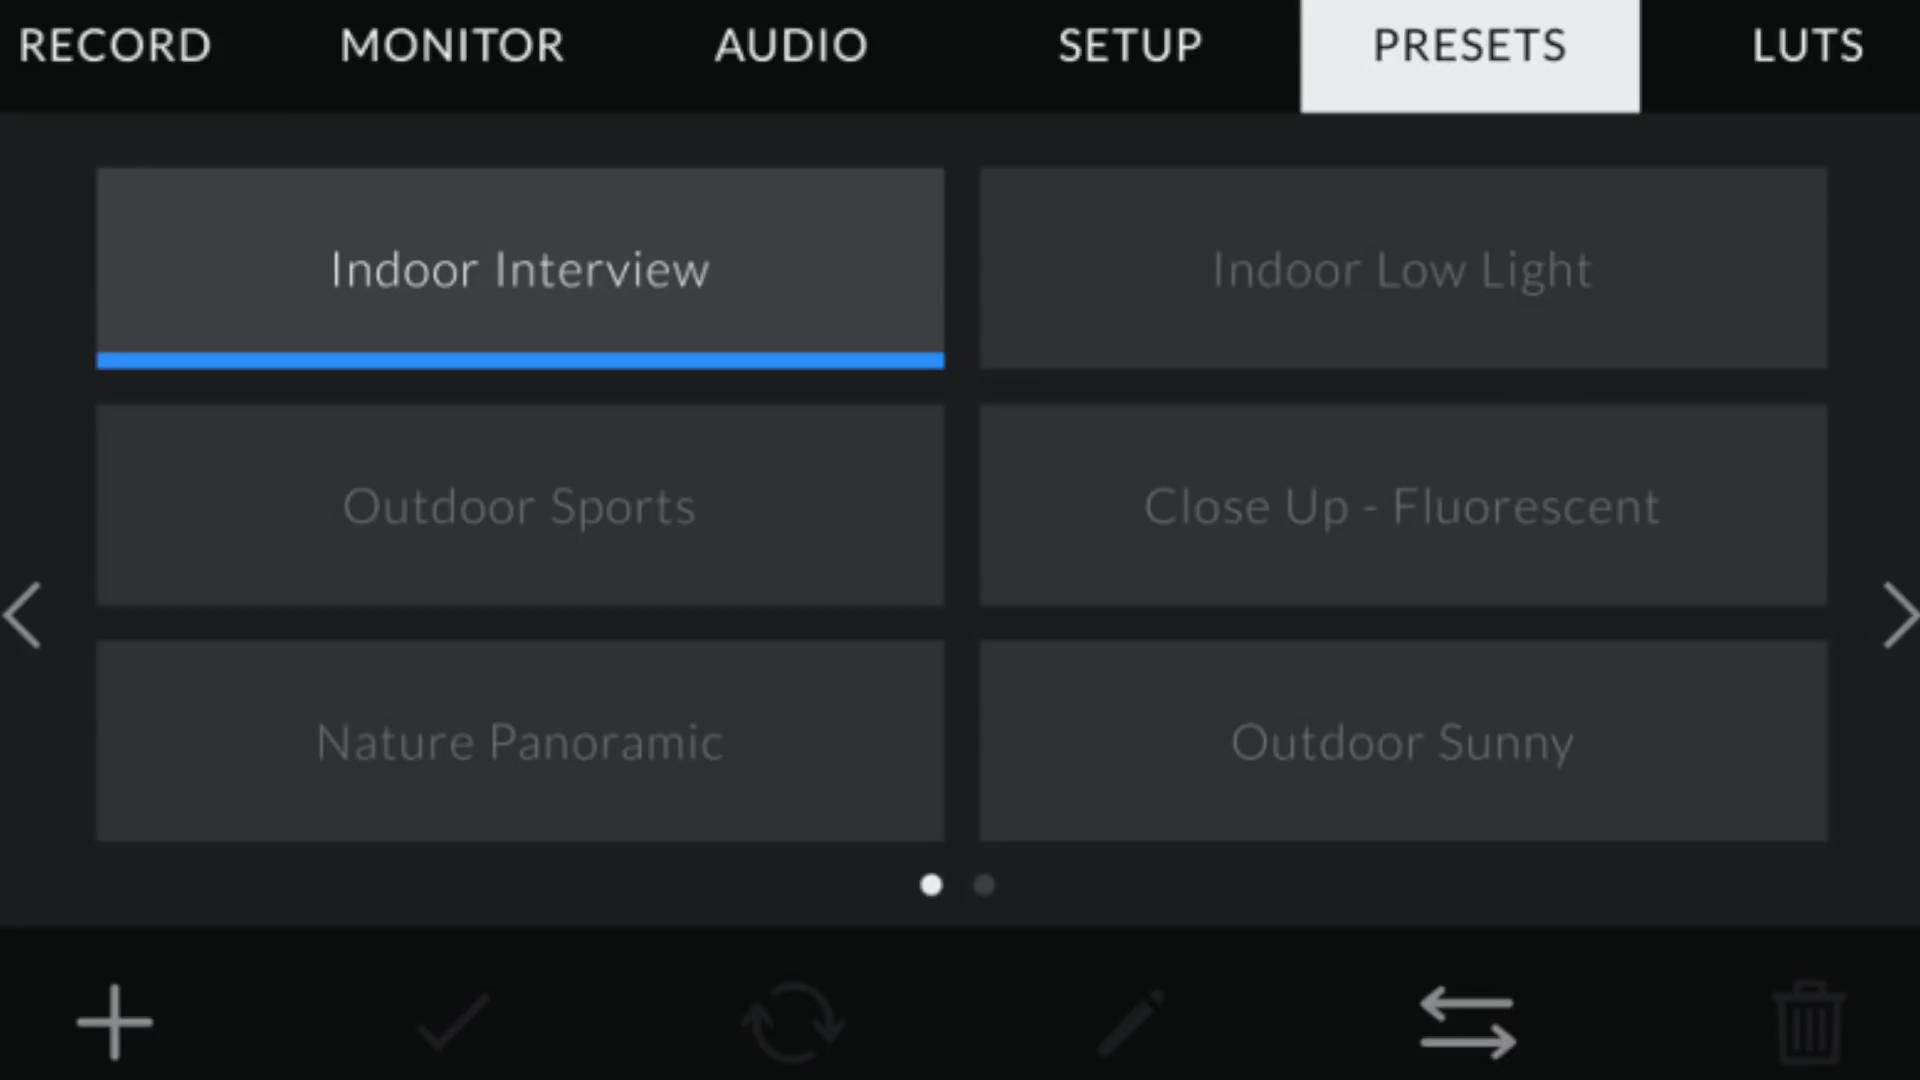 RECORD MONITOR AUDIO SETUP PRESETS LUTS
Indoor Interview
Indoor Low Light
Outdoor Sports
Close Up - Fluorescent
Nature Panoramic
Outdoor Sunny